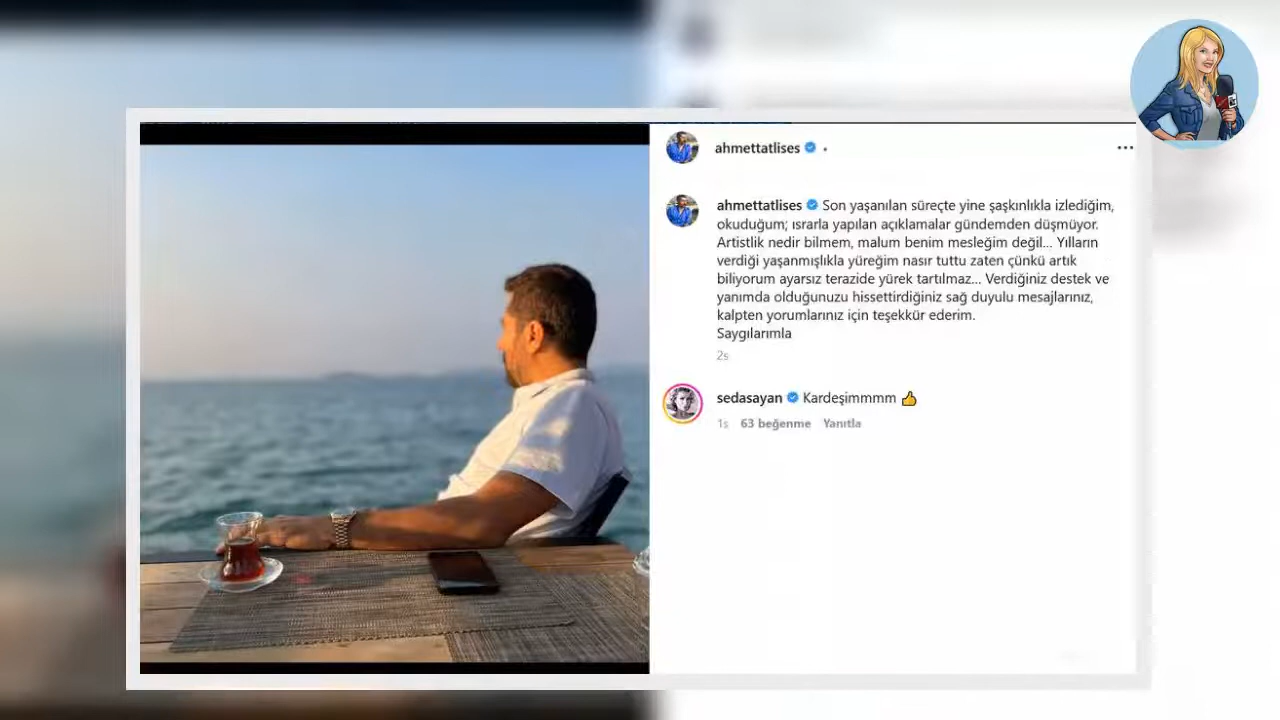 ahmettatlises •
ahmettatlises Son yaşanılan süreçte yine şaşkınlıkla izlediğim,
okuduğum; ısrarla yapılan açıklamalar gündemden düşmüyor.
Artistlik nedir bilmem, malum benim mesleğim değil... Yılların
verdiği yaşanmışlıkla yüreğim nasır tuttu zaten çünkü artık
biliyorum ayarsız terazide yürek tartılmaz... Verdiğiniz destek ve
yanımda olduğunuzu hissettirdiğiniz sağ duyulu mesajlarınız,
kalpten yorumlarınız için teşekkür ederim.
Saygılarımla
2s
sedasayan Kardeşimmmm 👍
1s 63 beğenme Yanıtla